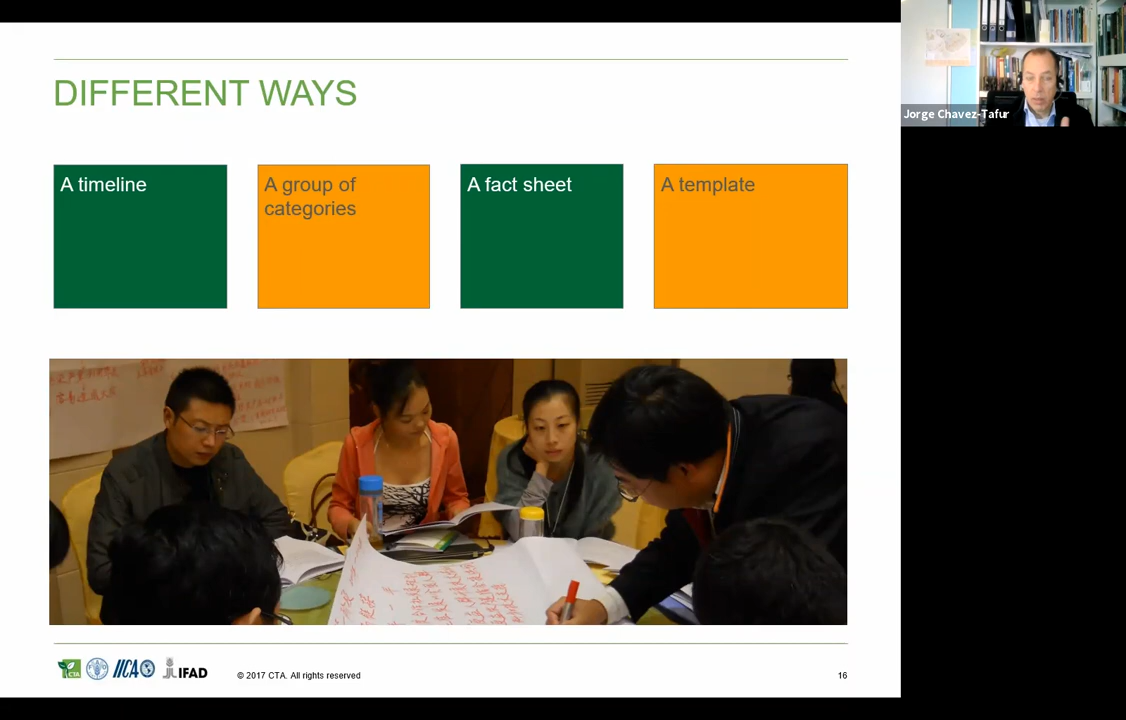 DIFFERENT WAYS
Jorge Chavez-Tafur
A timeline
A group of
categories
A fact sheet
A template
CTA
IICA
IFAD
© 2017 CTA. All rights reserved
16